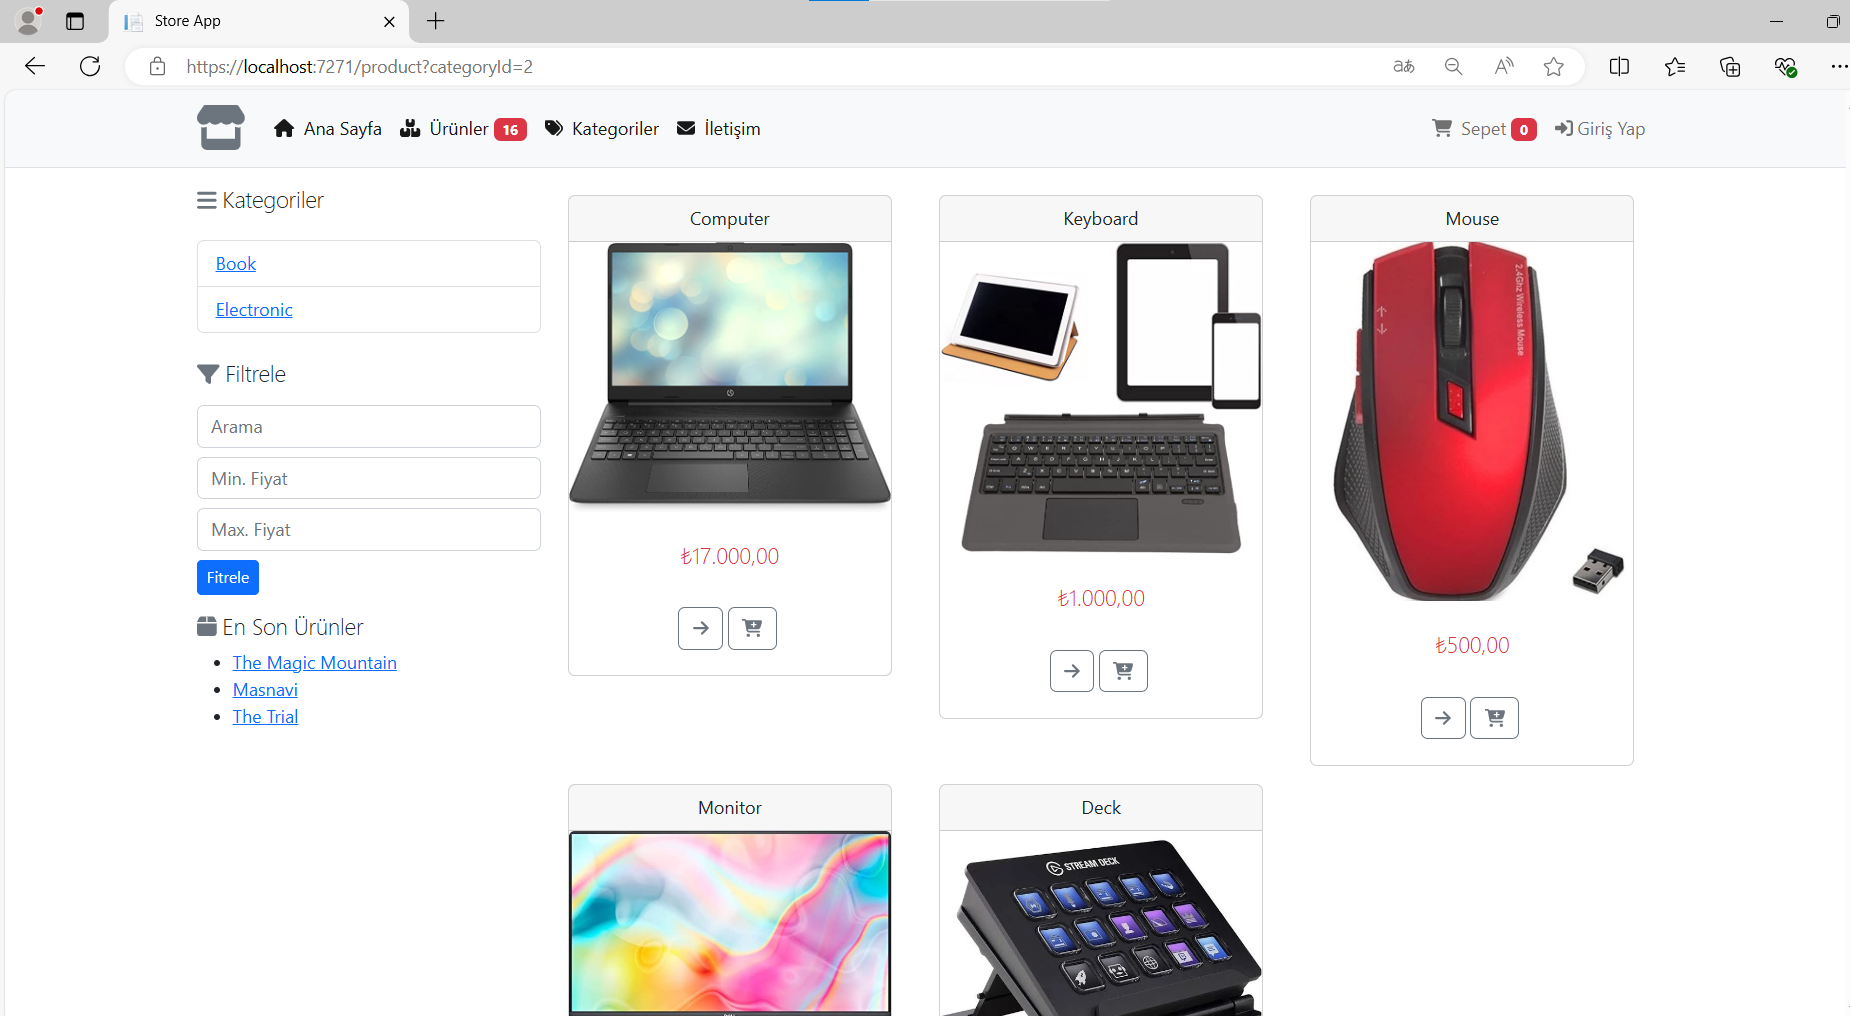 Store App
https://localhost:7271/product?categoryId=2
Ana Sayfa
Ürünler 16
Kategoriler
İletişim
Sepet 0
Giriş Yap
Kategoriler
Book
Electronic
Filtrele
Arama
Min. Fiyat
Max. Fiyat
Fitrele
En Son Ürünler
The Magic Mountain
Masnavi
The Trial
Computer
₺17.000,00
Keyboard
₺1.000,00
Mouse
2.4Ghz Wireless Mouse
₺500,00
Monitor
Deck
STREAM DECK